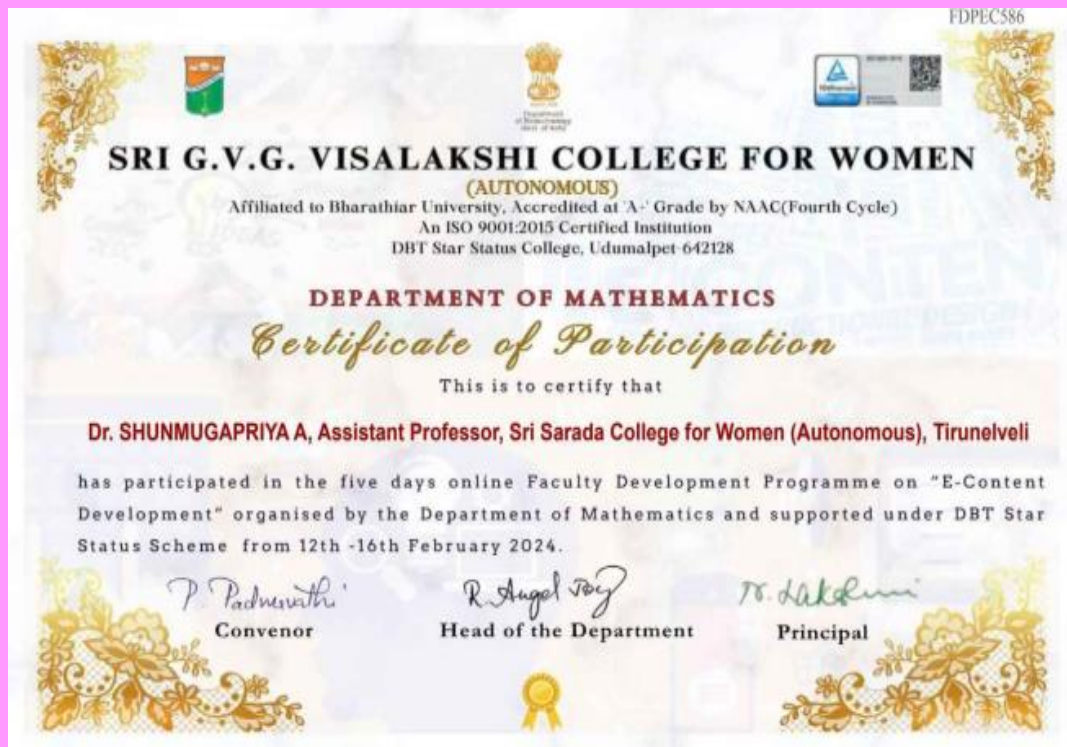 FDPEC586
SRI G.V.G. VISALAKSHI COLLEGE FOR WOMEN
(AUTONOMOUS)
Affiliated to Bharathiar University, Accredited at 'A+' Grade by NAAC(Fourth Cycle)
An ISO 9001:2015 Certified Institution
DBT Star Status College, Udumalpet-642128
DEPARTMENT OF MATHEMATICS
Certificate of Participation
This is to certify that
Dr. SHUNMUGAPRIYA A, Assistant Professor, Sri Sarada College for Women (Autonomous), Tirunelveli
has participated in the five days online Faculty Development Programme on "E-Content
Development" organised by the Department of Mathematics and supported under DBT Star
Status Scheme from 12th -16th February 2024.
P. Padmavathi
R. Angel Joy
Convenor
Head of the Department
Principal